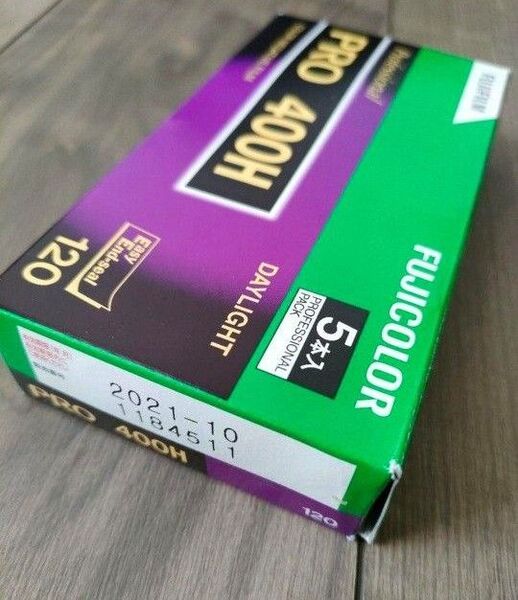 FUJIFILM
Professional
PRO 400H
FUJICOLOR
DAYLIGHT
5本入
PROFESSIONAL
PACK
Easy
End-seal
120
2021-10
1184511
PRO 400H
120